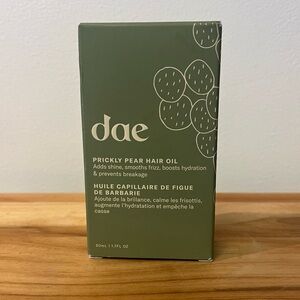 dae
PRICKLY PEAR HAIR OIL
Adds shine, smooths frizz, boosts hydration
& prevents breakage
HUILE CAPILLAIRE DE FIGUE
DE BARBARIE
Ajoute de la brillance, calme les frisottis,
augmente l'hydratation et empêche la
casse
50mL | 1.7FL OZ